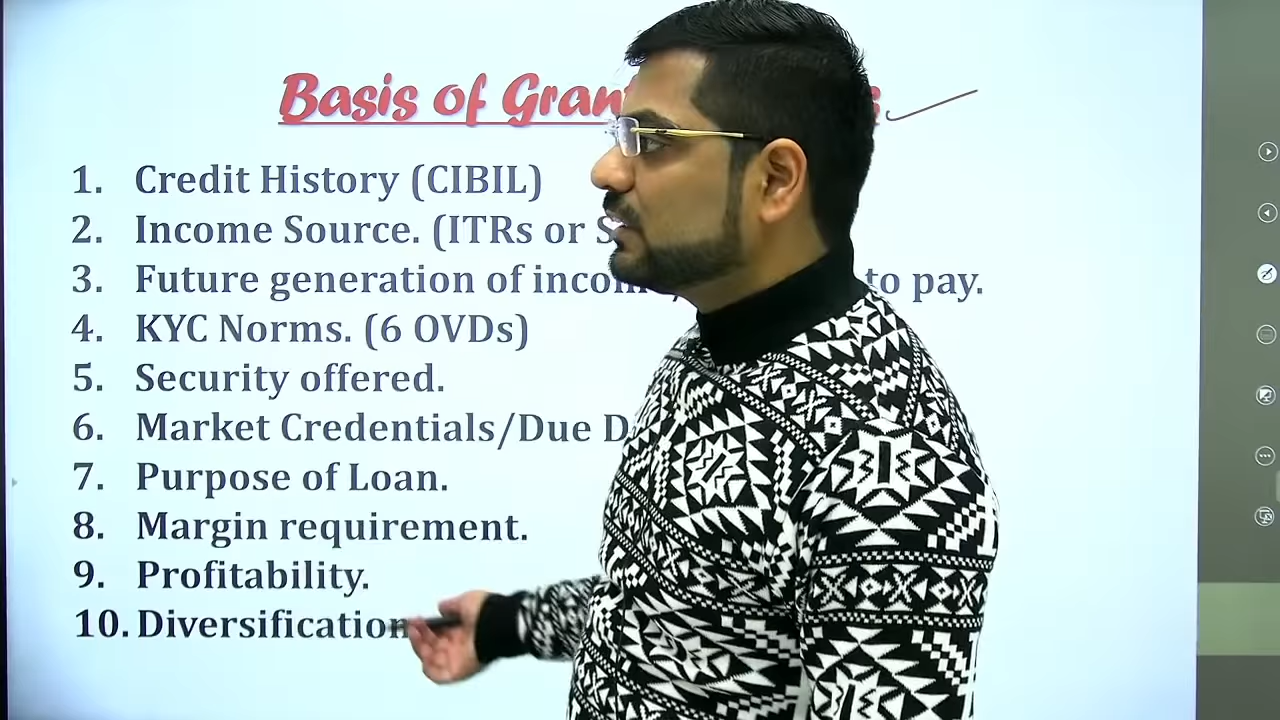 Basis of
1. Credit History (CIBIL)
2. Income Source. (ITRs or
3. Future generation of to pay.
4. KYC Norms. (6 OVDs)
5. Security offered.
6. Market Credentials/Due
7. Purpose of Loan.
8. Margin requirement.
9. Profitability.
10. Diversification